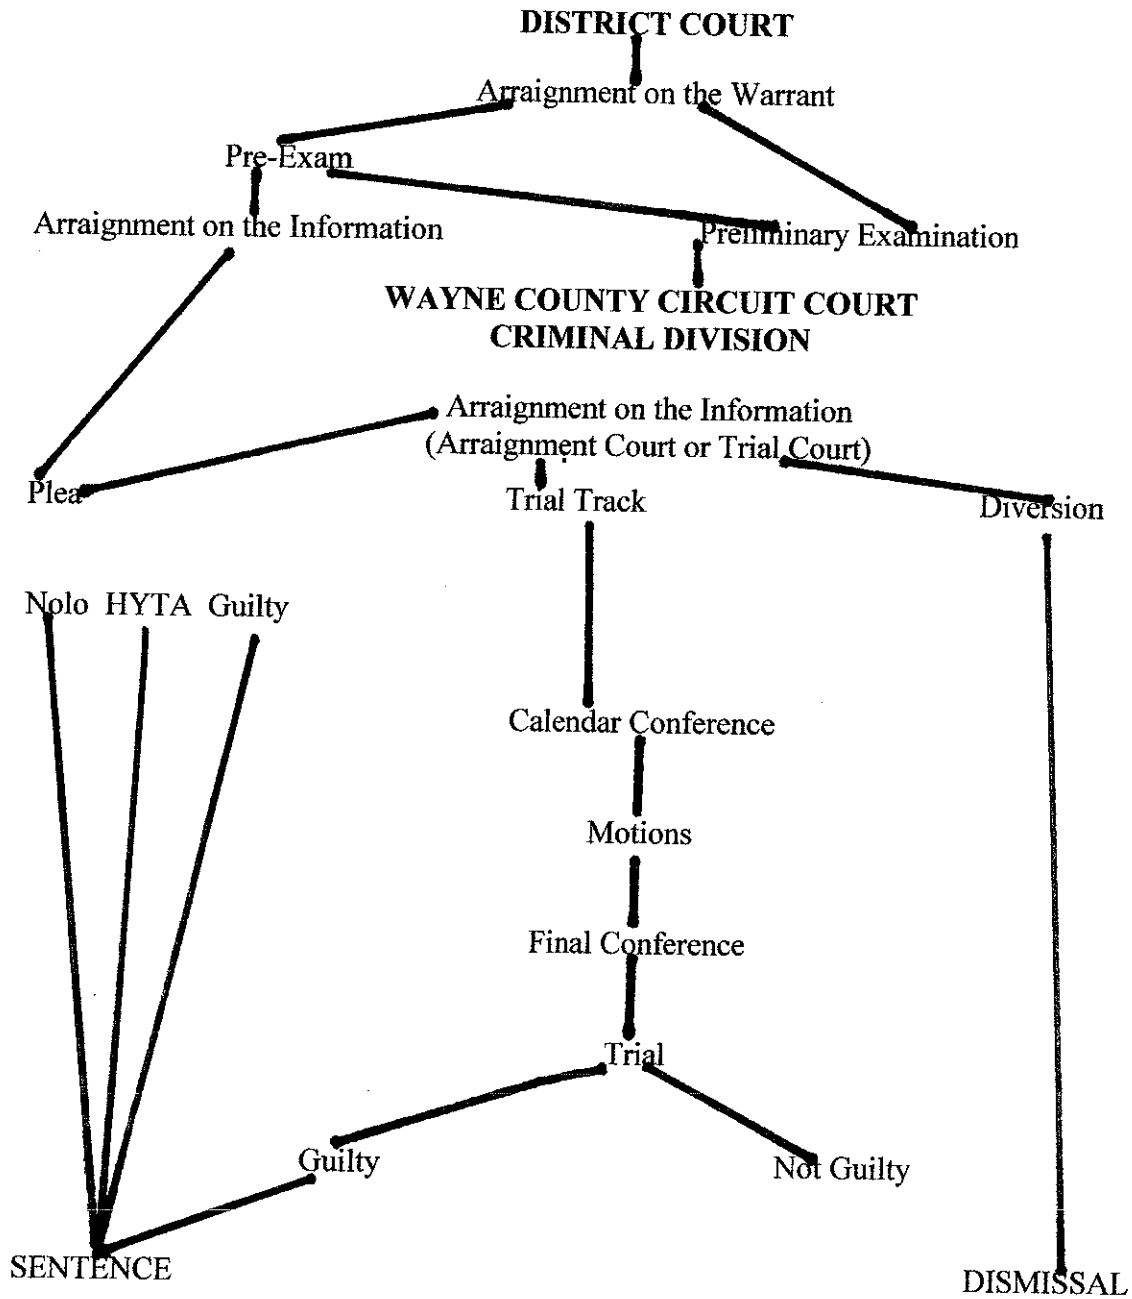 DISTRICT COURT
Arraignment on the Warrant
Pre-Exam
Arraignment on the Information
Preliminary Examination
WAYNE COUNTY CIRCUIT COURT
CRIMINAL DIVISION
Arraignment on the Information
(Arraignment Court or Trial Court)
Plea
Trial Track
Diversion
Nolo HYTA Guilty
Calendar Conference
Motions
Final Conference
Trial
Guilty
Not Guilty
SENTENCE
DISMISSAL